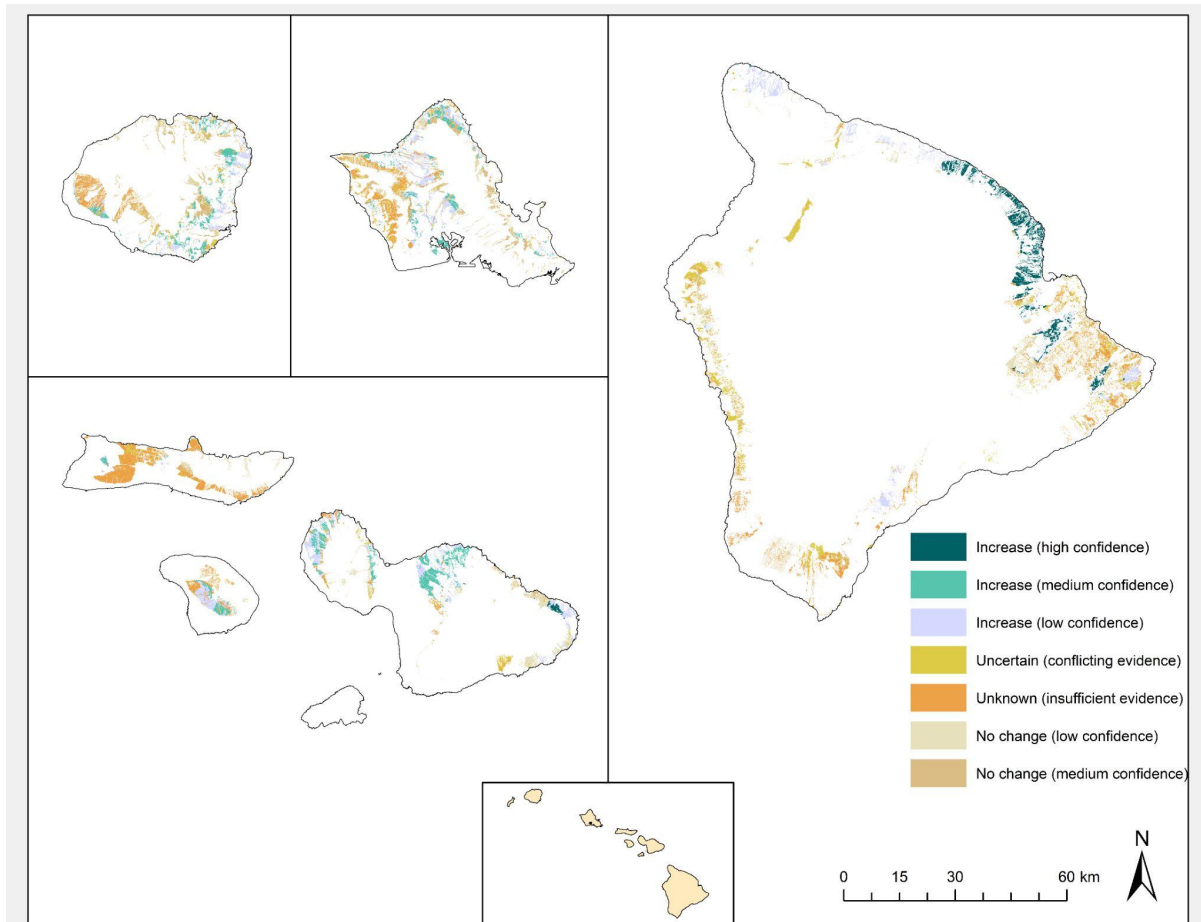 Increase (high confidence)
Increase (medium confidence)
Increase (low confidence)
Uncertain (conflicting evidence)
Unknown (insufficient evidence)
No change (low confidence)
No change (medium confidence)
N
0 15 30 60 km